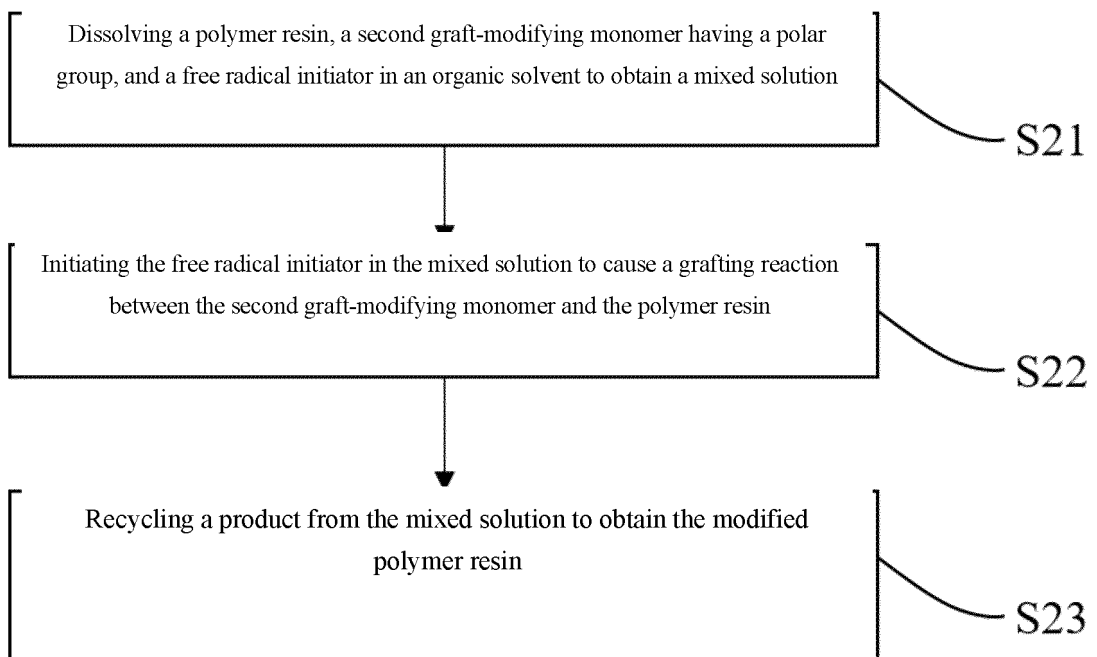 Dissolving a polymer resin, a second graft-modifying monomer having a polar
group, and a free radical initiator in an organic solvent to obtain a mixed solution
S21
Initiating the free radical initiator in the mixed solution to cause a grafting reaction
between the second graft-modifying monomer and the polymer resin
S22
Recycling a product from the mixed solution to obtain the modified
polymer resin
S23